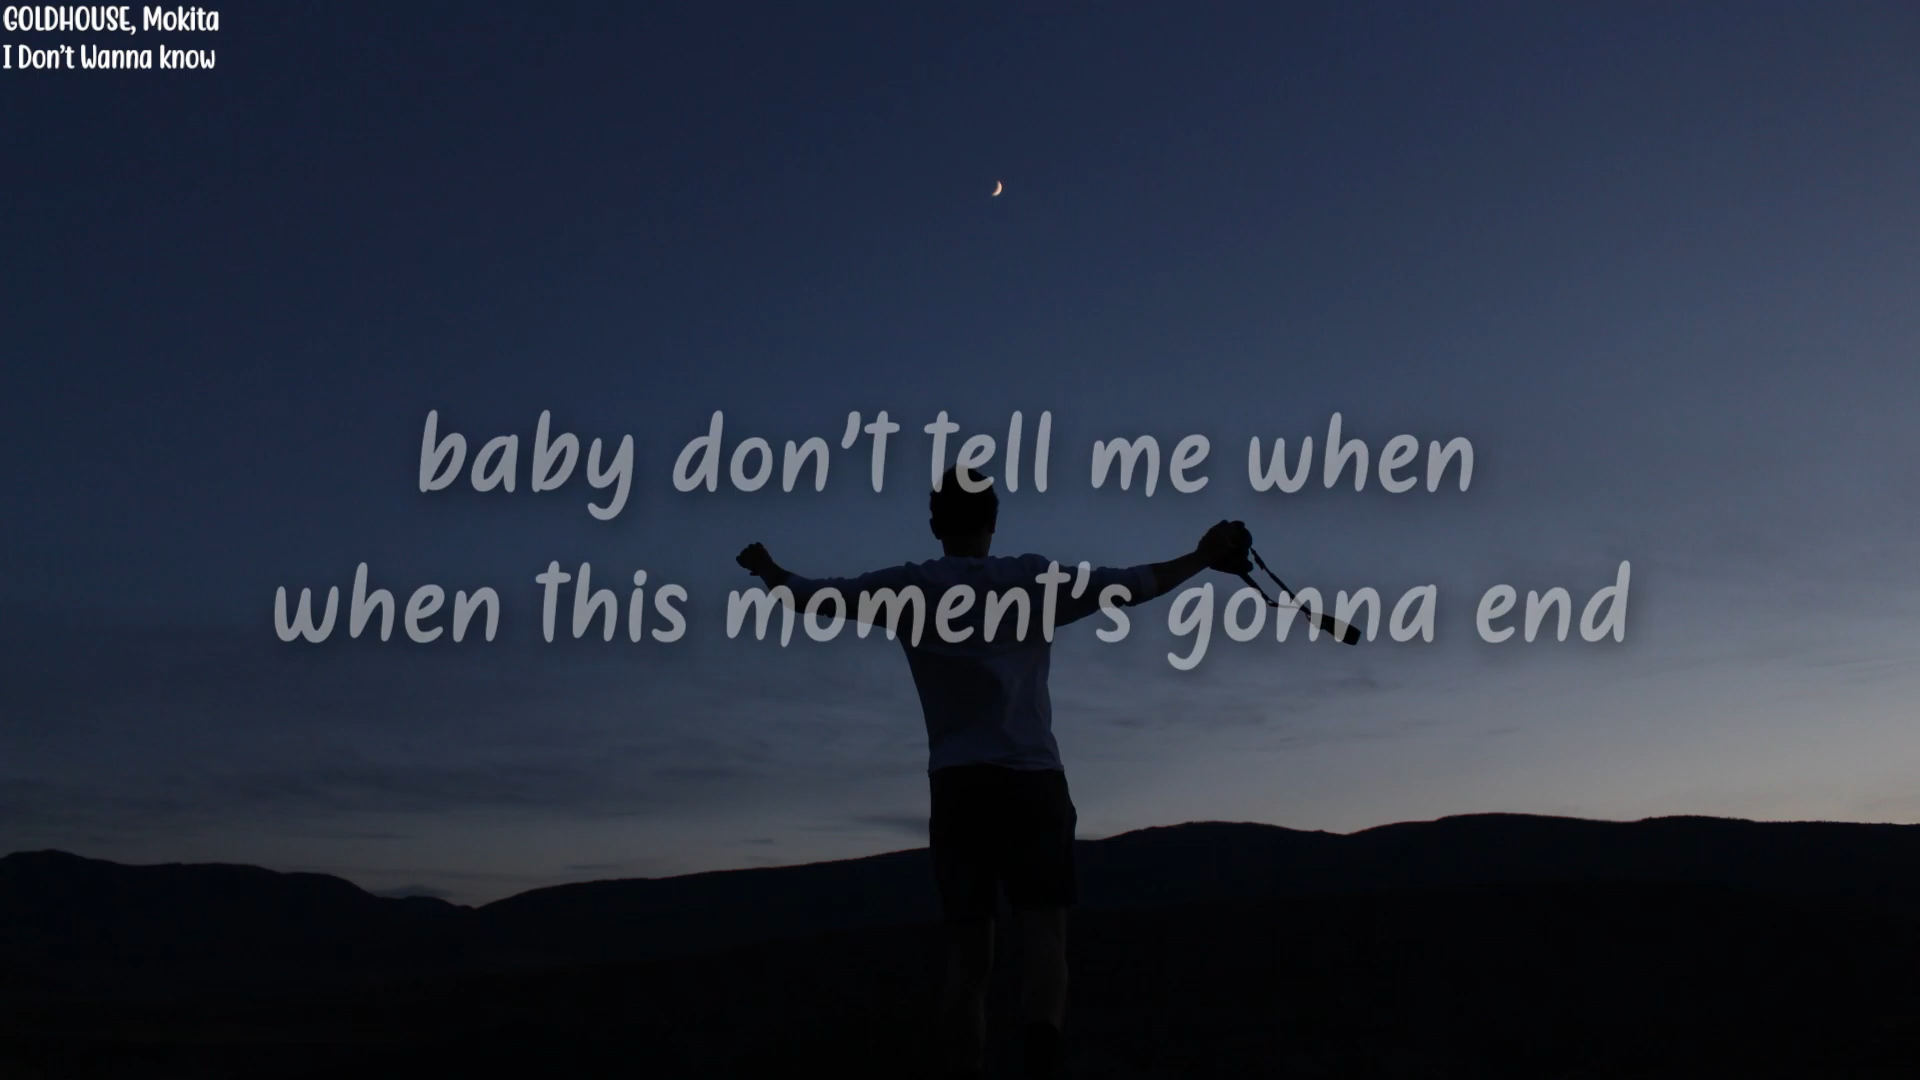 GOLDHOUSE, Mokita
I Don't Wanna know
baby don't tell me when
when this moment's gonna end